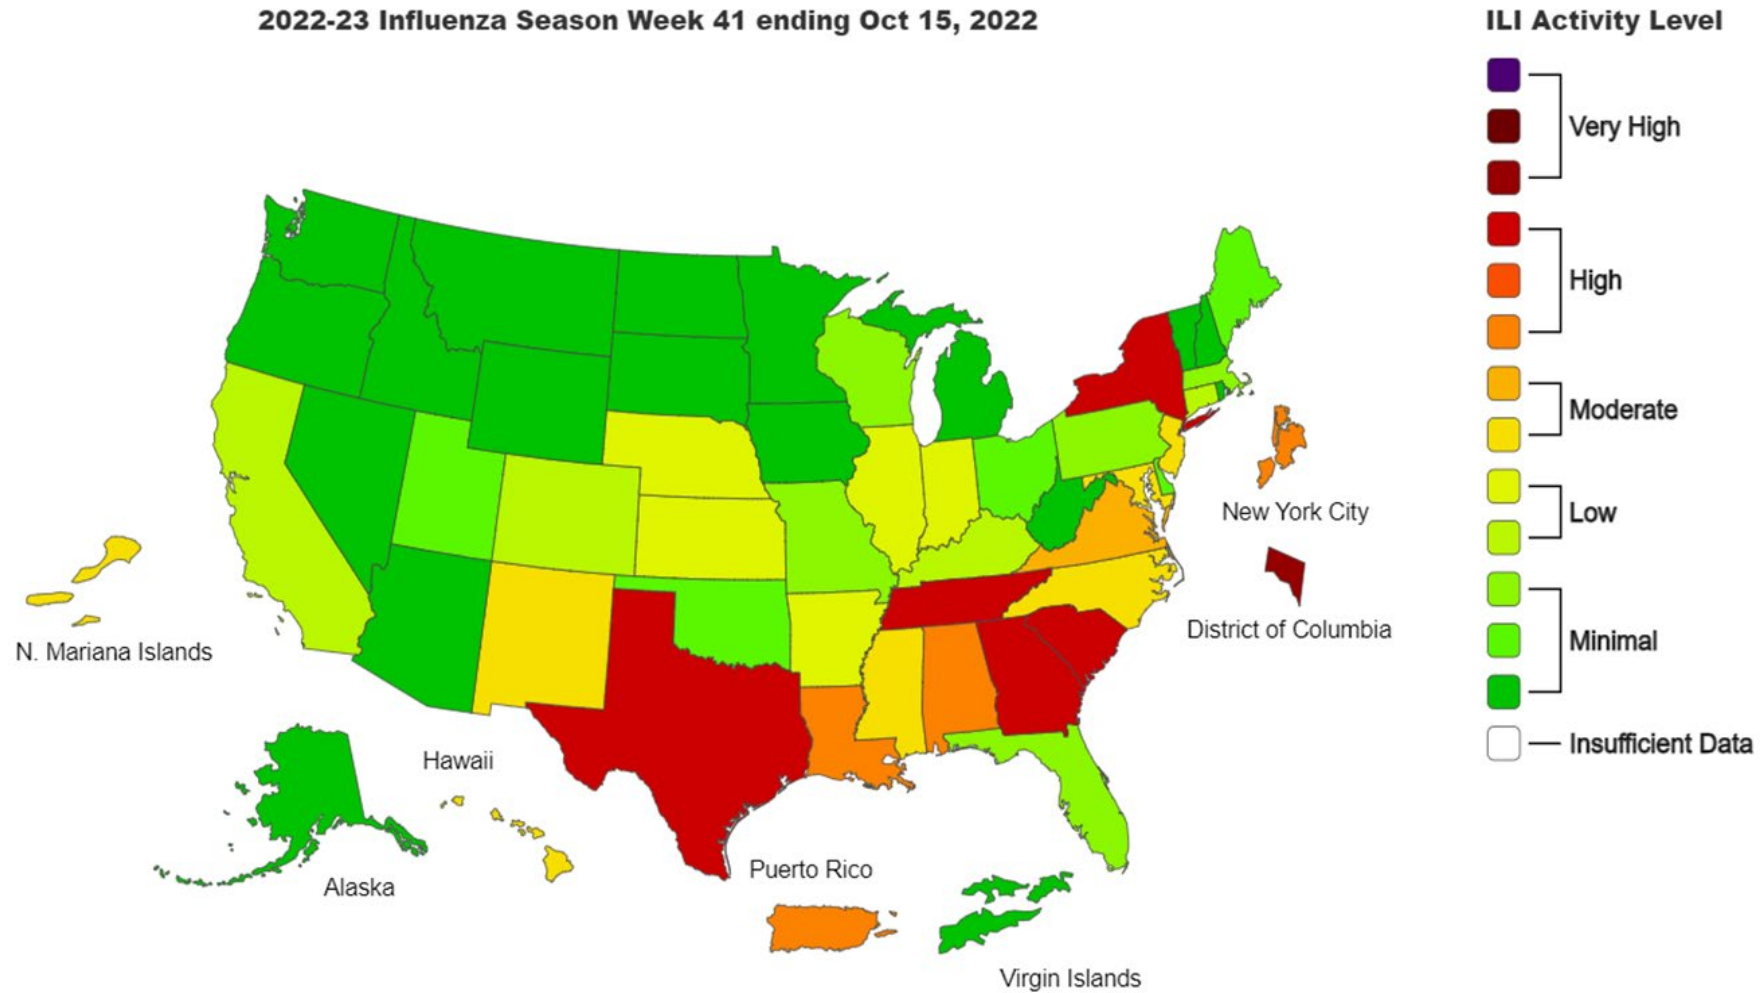 2022-23 Influenza Season Week 41 ending Oct 15, 2022
ILI Activity Level
Very High
High
Moderate
Low
Minimal
Insufficient Data
New York City
District of Columbia
N. Mariana Islands
Hawaii
Alaska
Puerto Rico
Virgin Islands